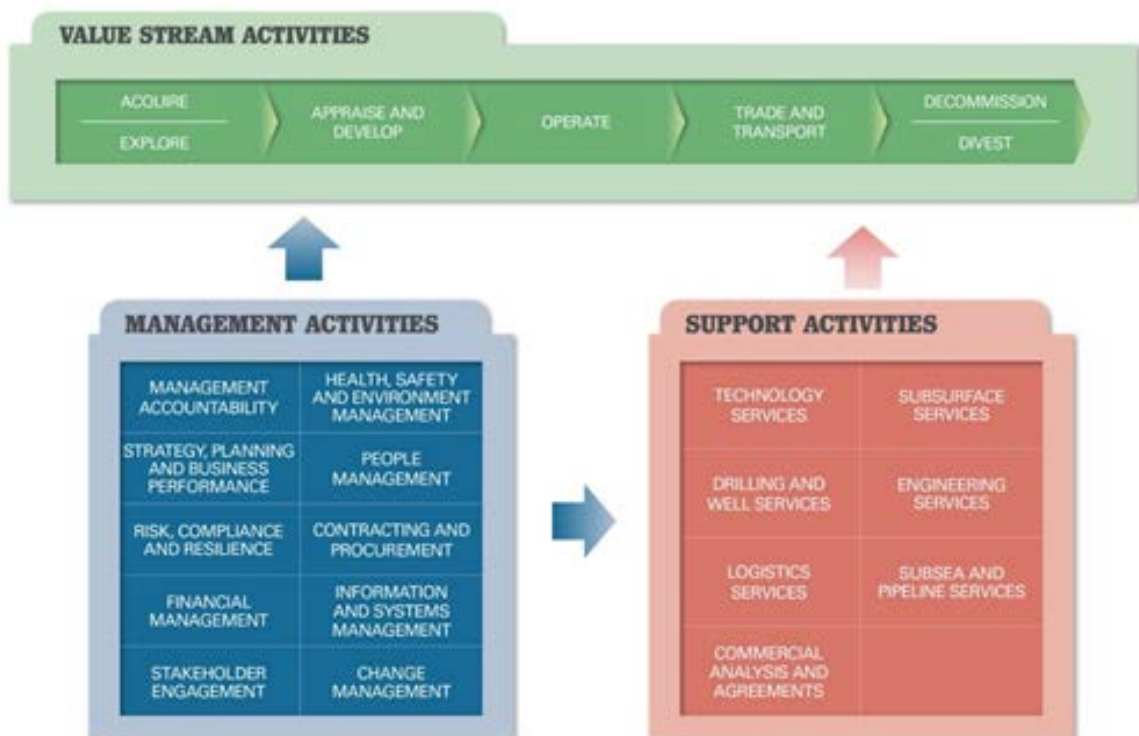 VALUE STREAM ACTIVITIES
ACQUIRE
EXPLORE
APPRAISE AND
DEVELOP
OPERATE
TRADE AND
TRANSPORT
DECOMMISSION
DIVEST
MANAGEMENT ACTIVITIES
MANAGEMENT
ACCOUNTABILITY
HEALTH, SAFETY
AND ENVIRONMENT
MANAGEMENT
STRATEGY, PLANNING
AND BUSINESS
PERFORMANCE
PEOPLE
MANAGEMENT
RISK, COMPLIANCE
AND RESILIENCE
CONTRACTING AND
PROCUREMENT
FINANCIAL
MANAGEMENT
INFORMATION
AND SYSTEMS
MANAGEMENT
STAKEHOLDER
ENGAGEMENT
CHANGE
MANAGEMENT
SUPPORT ACTIVITIES
TECHNOLOGY
SERVICES
SUBSURFACE
SERVICES
DRILLING AND
WELL SERVICES
ENGINEERING
SERVICES
LOGISTICS
SERVICES
SUBSEA AND
PIPELINE SERVICES
COMMERCIAL
ANALYSIS AND
AGREEMENTS